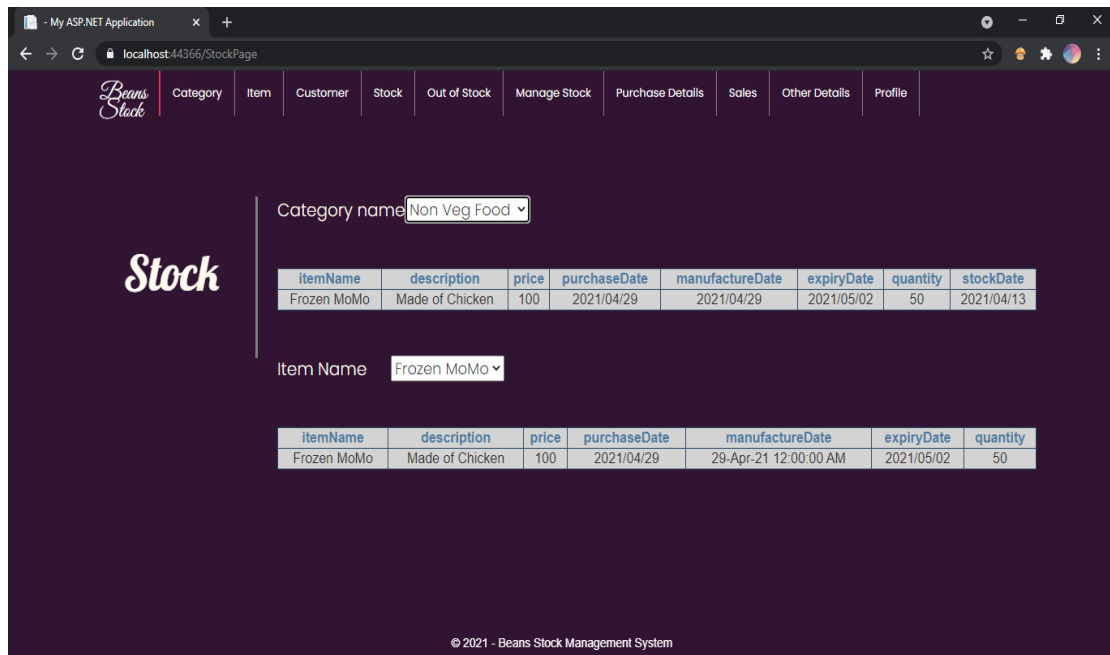 - My ASP.NET Application
localhost:44366/StockPage
Beans Stock
Category Item Customer Stock Out of Stock Manage Stock Purchase Details Sales Other Details Profile
Category name Non Veg Food
Stock
itemName description price purchaseDate manufactureDate expiryDate quantity stockDate
Frozen MoMo Made of Chicken 100 2021/04/29 2021/04/29 2021/05/02 50 2021/04/13
Item Name Frozen MoMo
itemName description price purchaseDate manufactureDate expiryDate quantity
Frozen MoMo Made of Chicken 100 2021/04/29 29-Apr-21 12:00:00 AM 2021/05/02 50
© 2021 - Beans Stock Management System